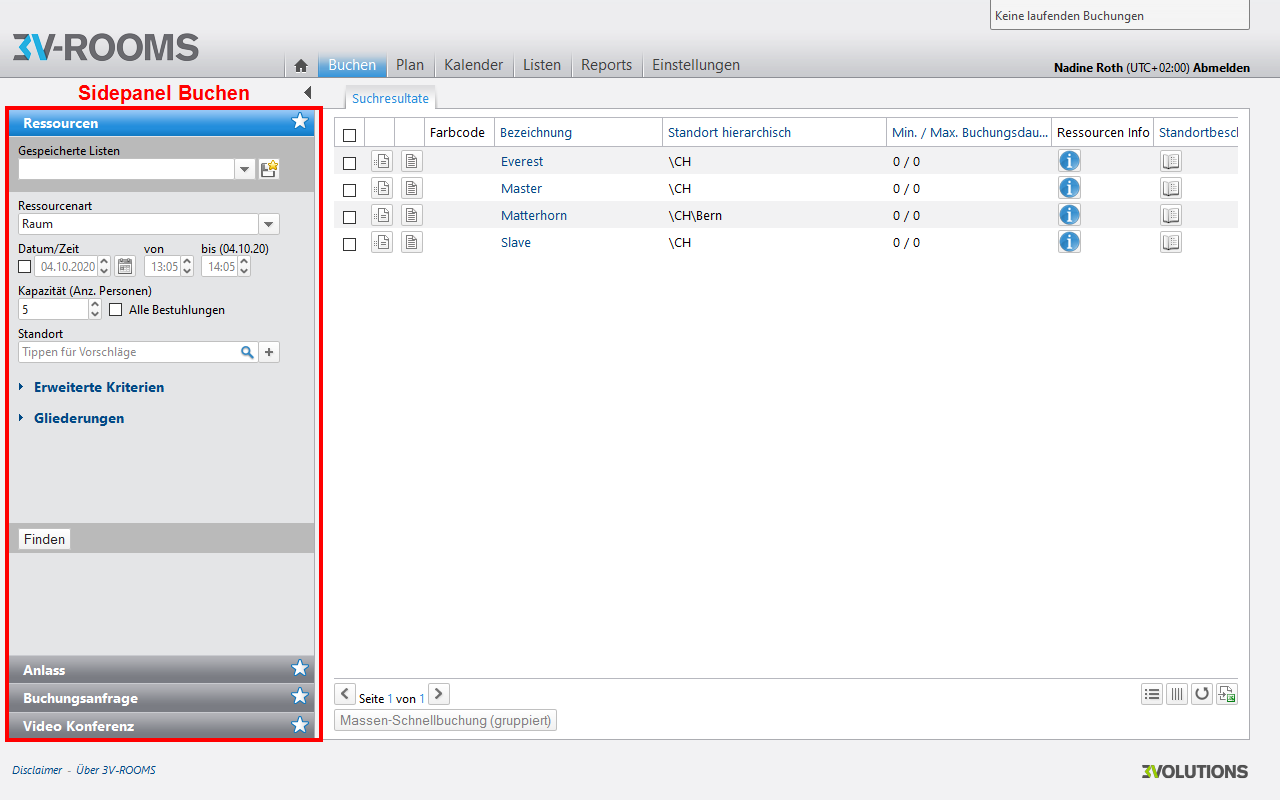 Keine laufenden Buchungen
3V-ROOMS
Buchen Plan Kalender Listen Reports Einstellungen
Nadine Roth (UTC+02:00) Abmelden
Sidepanel Buchen
Ressourcen
Gespeicherte Listen
Ressourcenart
Raum
Datum/Zeit von bis (04.10.20)
04.10.2020 13:05 14:05
Kapazität (Anz. Personen)
5 Alle Bestuhlungen
Standort
Tippen für Vorschläge
Erweiterte Kriterien
Gliederungen
Finden
Anlass
Buchungsanfrage
Video Konferenz
Suchresultate
Farbcode Bezeichnung Standort hierarchisch Min. / Max. Buchungsdau... Ressourcen Info Standortbesch
Everest \CH 0 / 0
Master \CH 0 / 0
Matterhorn \CH\Bern 0 / 0
Slave \CH 0 / 0
Seite 1 von 1
Massen-Schnellbuchung (gruppiert)
Disclaimer - Über 3V-ROOMS
3VOLUTIONS